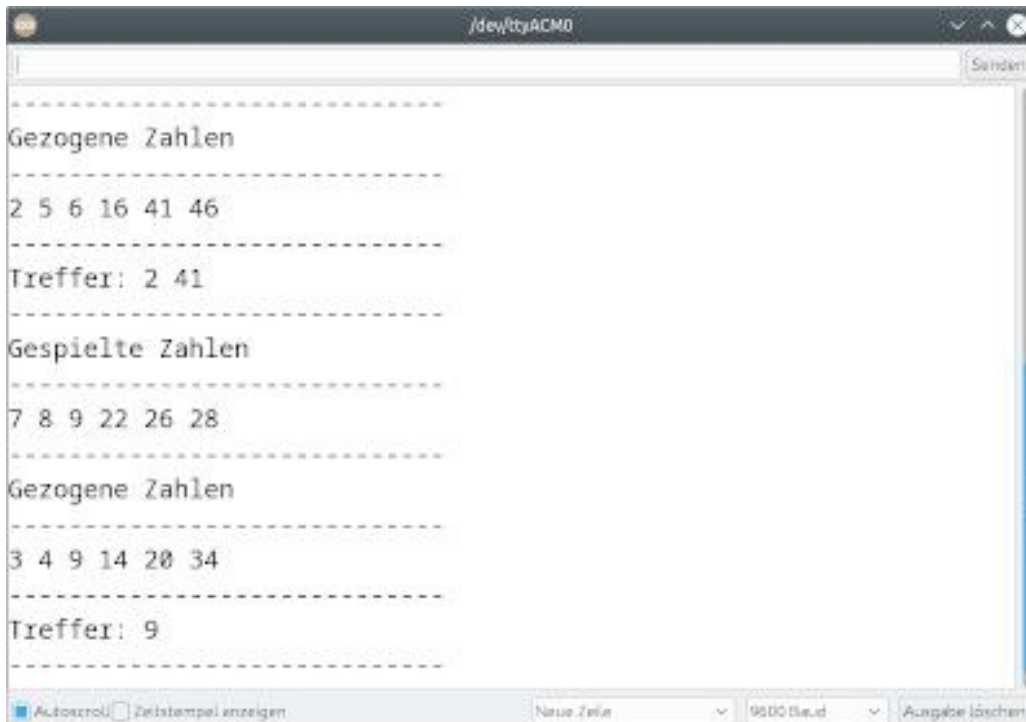 /dev/ttyACM0
Senden
-----------------------------
Gezogene Zahlen
-----------------------------
2 5 6 16 41 46
-----------------------------
Treffer: 2 41
-----------------------------
Gespielte Zahlen
-----------------------------
7 8 9 22 26 28
-----------------------------
Gezogene Zahlen
-----------------------------
3 4 9 14 20 34
-----------------------------
Treffer: 9
-----------------------------
Autoscroll Zeitstempel anzeigen Neue Zeile 9600 Baud Ausgabe löschen